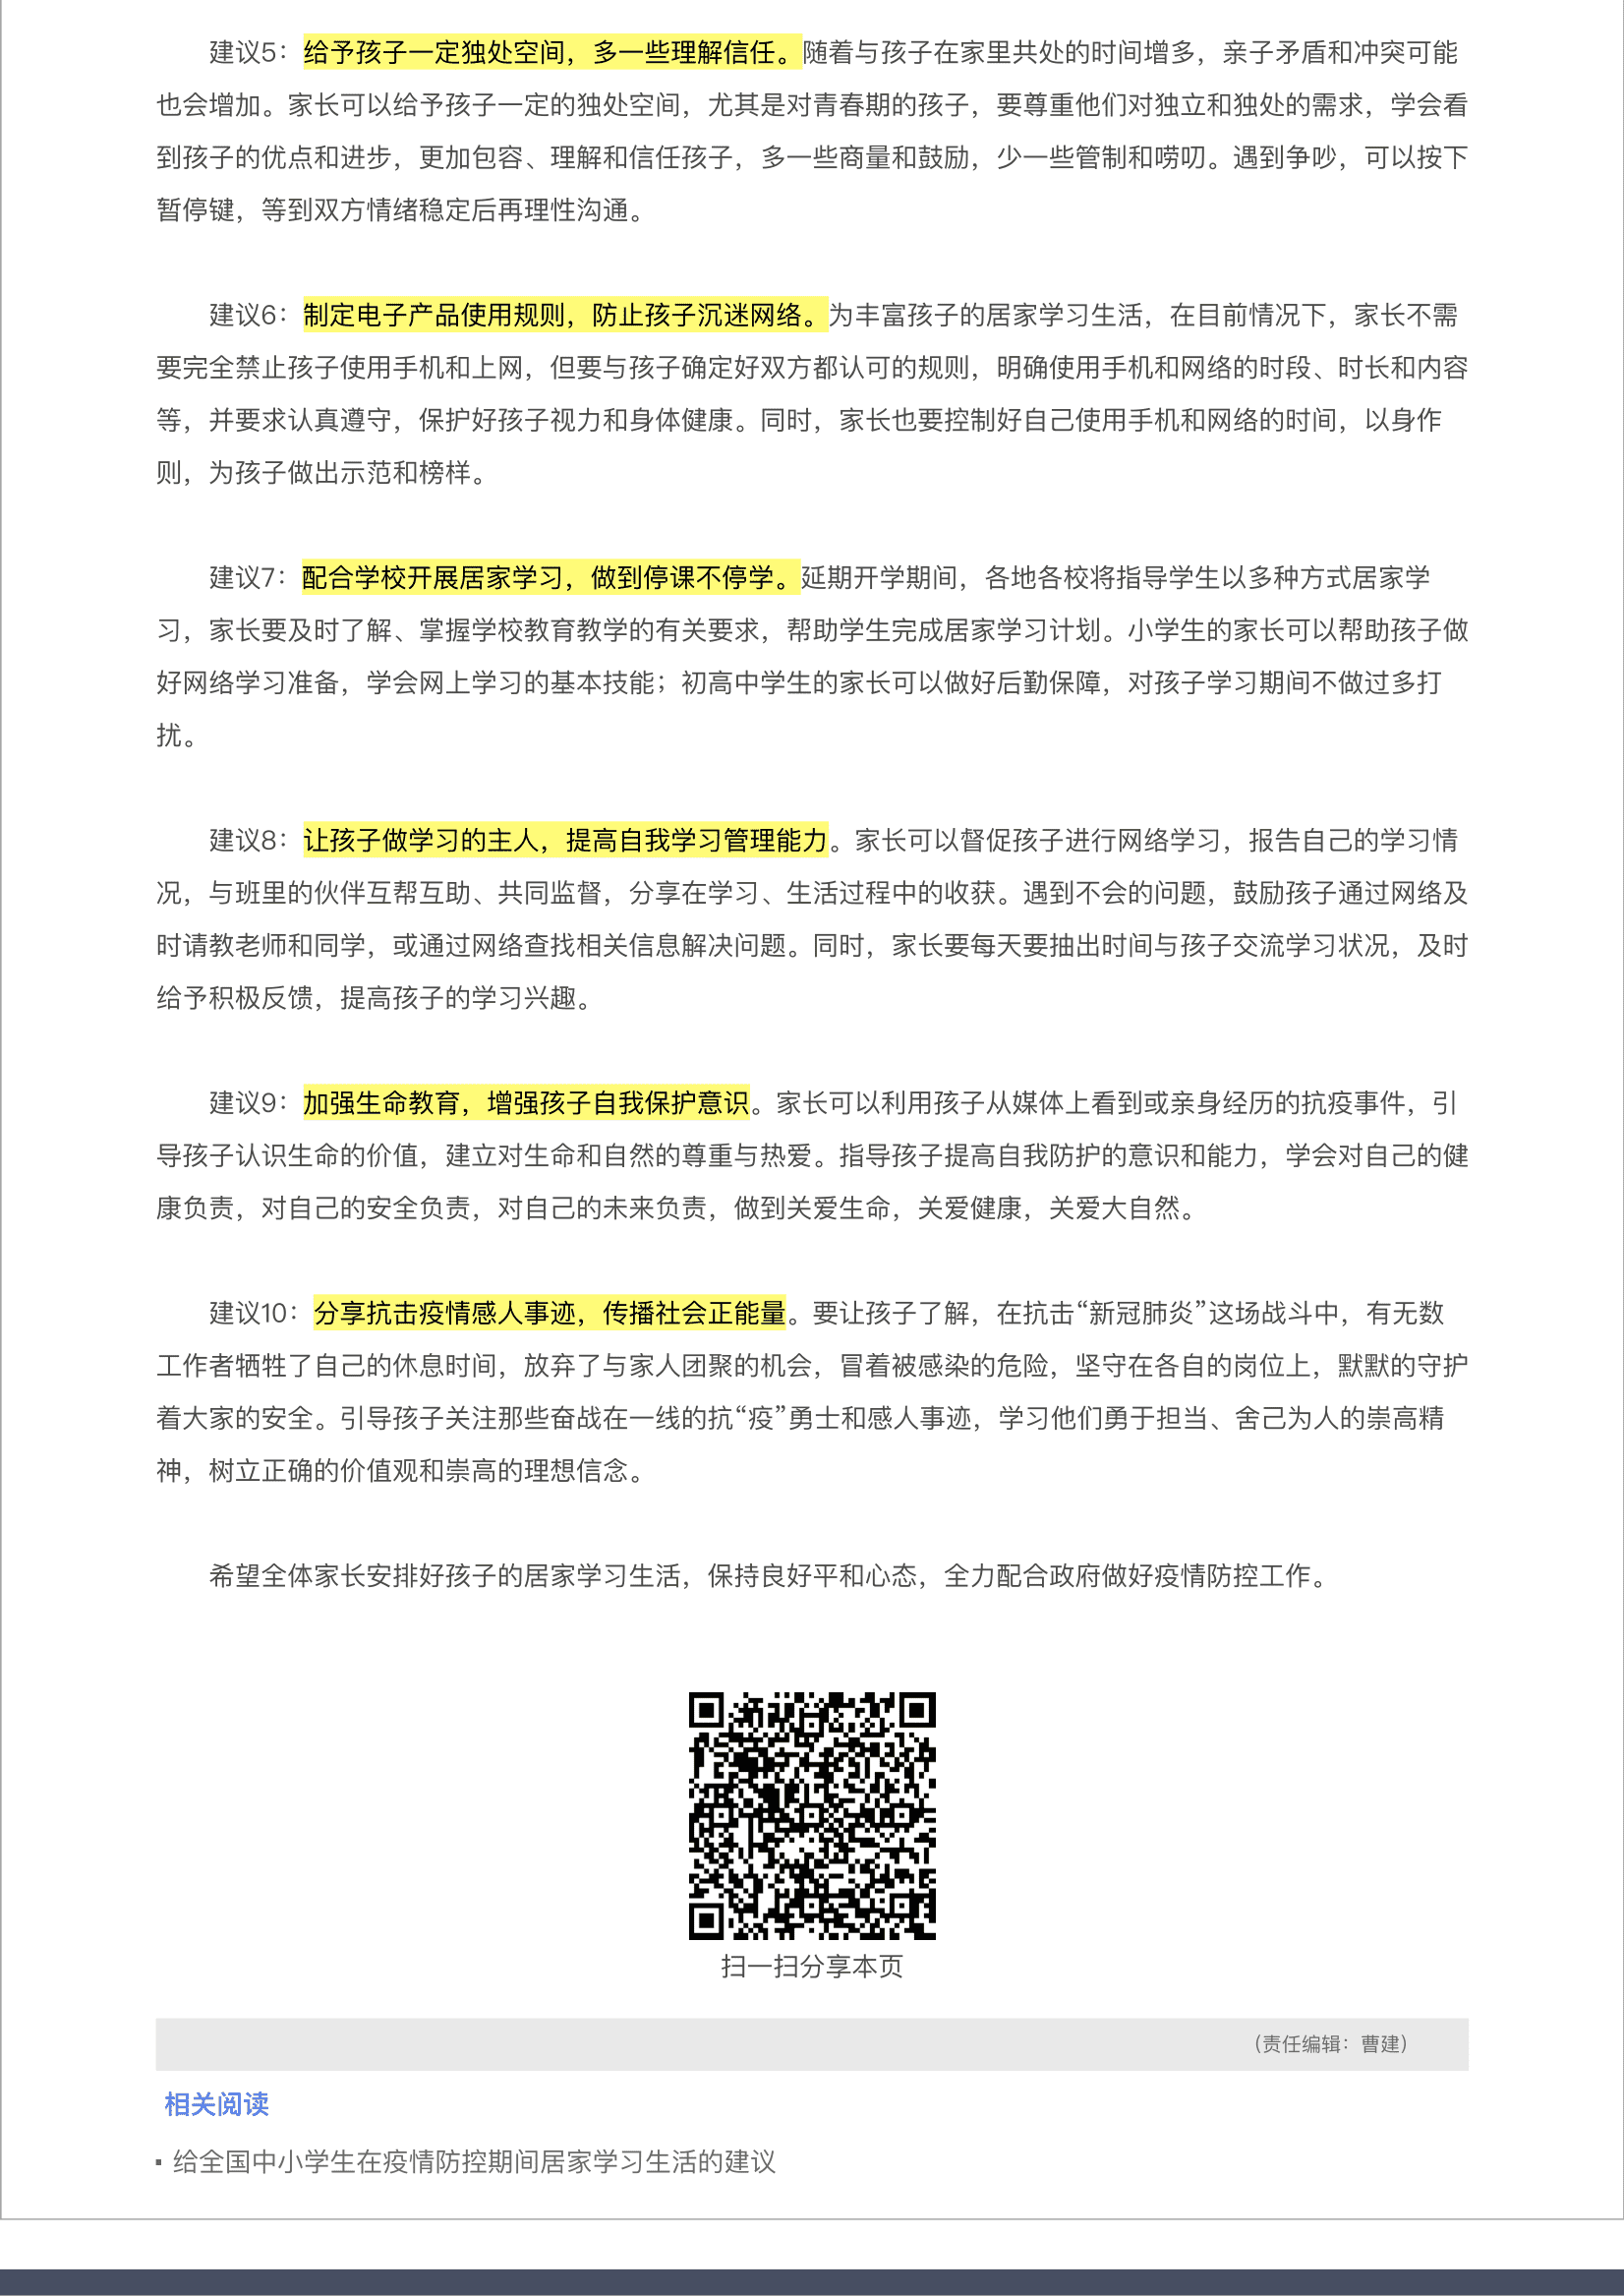 建议5：给予孩子一定独处空间，多一些理解信任。随着与孩子在家里共处的时间增多，亲子矛盾和冲突可能
也会增加。家长可以给予孩子一定的独处空间，尤其是对青春期的孩子，要尊重他们对独立和独处的需求，学会看
到孩子的优点和进步，更加包容、理解和信任孩子，多一些商量和鼓励，少一些管制和唠叨。遇到争吵，可以按下
暂停键，等到双方情绪稳定后再理性沟通。
建议6：制定电子产品使用规则，防止孩子沉迷网络。为丰富孩子的居家学习生活，在目前情况下，家长不需
要完全禁止孩子使用手机和上网，但要与孩子确定好双方都认可的规则，明确使用手机和网络的时段、时长和内容
等，并要求认真遵守，保护好孩子视力和身体健康。同时，家长也要控制好自己使用手机和网络的时间，以身作
则，为孩子做出示范和榜样。
建议7：配合学校开展居家学习，做到停课不停学。延期开学期间，各地各校将指导学生以多种方式居家学
习，家长要及时了解、掌握学校教育教学的有关要求，帮助学生完成居家学习计划。小学生的家长可以帮助孩子做
好网络学习准备，学会网上学习的基本技能；初高中学生的家长可以做好后勤保障，对孩子学习期间不做过多打
扰。
建议8：让孩子做学习的主人，提高自我学习管理能力。家长可以督促孩子进行网络学习，报告自己的学习情
况，与班里的伙伴互帮互助、共同监督，分享在学习、生活过程中的收获。遇到不会的问题，鼓励孩子通过网络及
时请教老师和同学，或通过网络查找相关信息解决问题。同时，家长要每天要抽出时间与孩子交流学习状况，及时
给予积极反馈，提高孩子的学习兴趣。
建议9：加强生命教育，增强孩子自我保护意识。家长可以利用孩子从媒体上看到或亲身经历的抗疫事件，引
导孩子认识生命的价值，建立对生命和自然的尊重与热爱。指导孩子提高自我防护的意识和能力，学会对自己的健
康负责，对自己的安全负责，对自己的未来负责，做到关爱生命，关爱健康，关爱大自然。
建议10：分享抗击疫情感人事迹，传播社会正能量。要让孩子了解，在抗击“新冠肺炎”这场战斗中，有无数
工作者牺牲了自己的休息时间，放弃了与家人团聚的机会，冒着被感染的危险，坚守在各自的岗位上，默默的守护
着大家的安全。引导孩子关注那些奋战在一线的抗“疫”勇士和感人事迹，学习他们勇于担当、舍己为人的崇高精
神，树立正确的价值观和崇高的理想信念。
希望全体家长安排好孩子的居家学习生活，保持良好平和心态，全力配合政府做好疫情防控工作。
扫一扫分享本页
（责任编辑：曹建）
相关阅读
▪ 给全国中小学生在疫情防控期间居家学习生活的建议